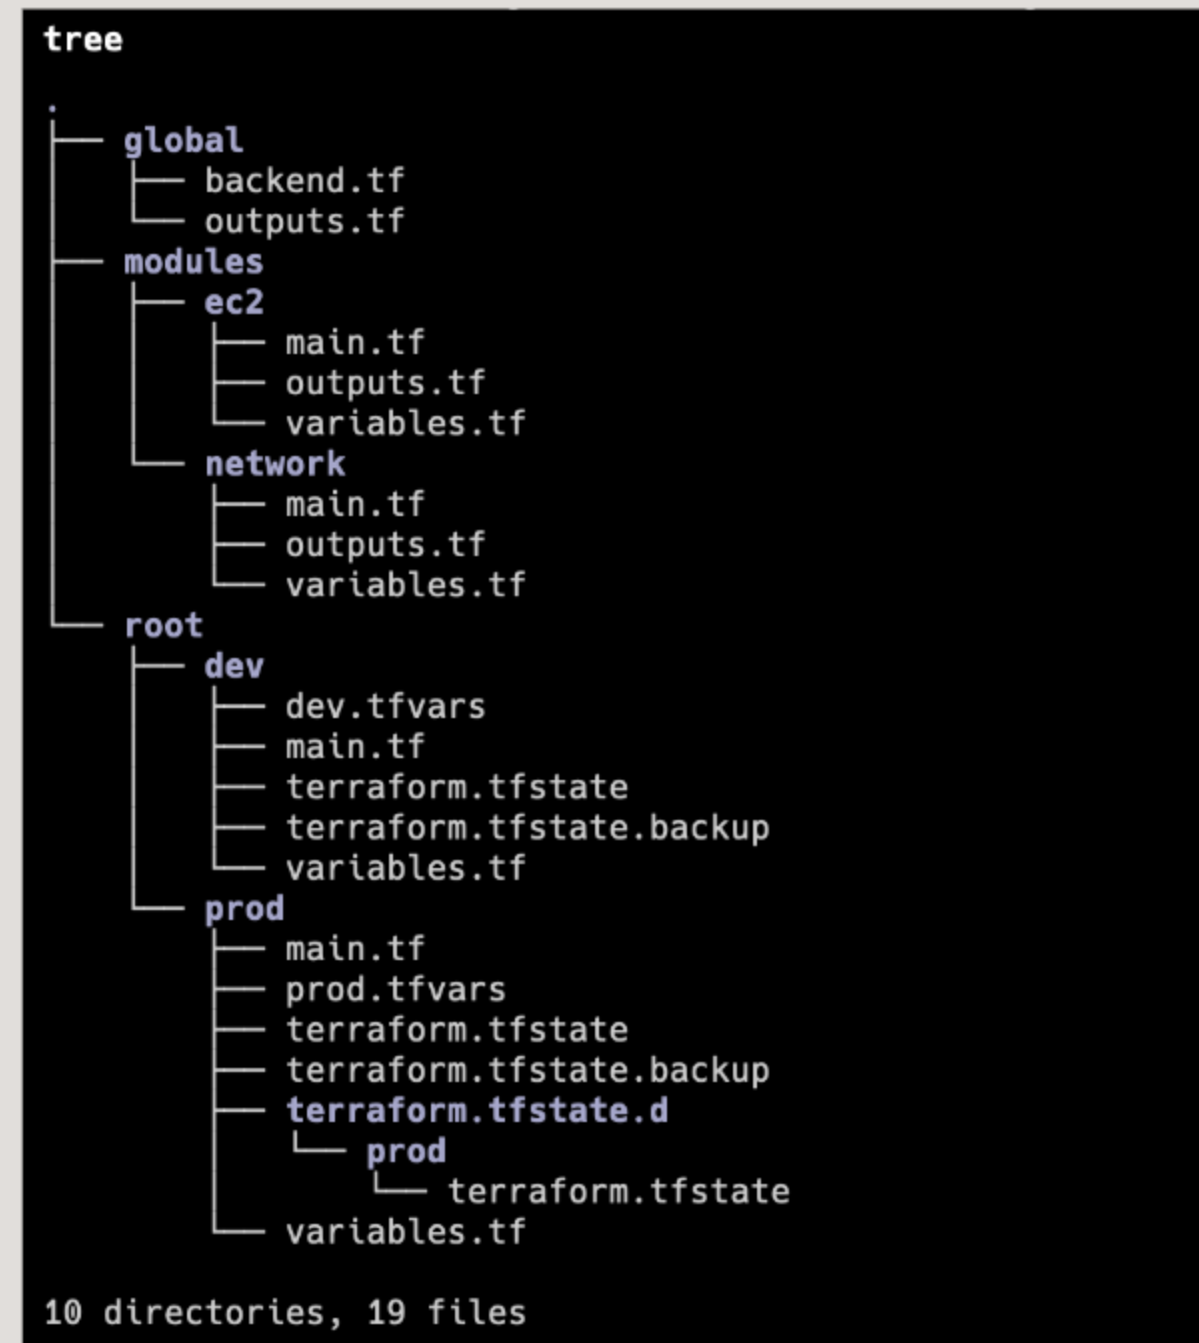 tree
.
├── global
│   ├── backend.tf
│   └── outputs.tf
├── modules
│   ├── ec2
│   │   ├── main.tf
│   │   ├── outputs.tf
│   │   └── variables.tf
│   └── network
│       ├── main.tf
│       ├── outputs.tf
│       └── variables.tf
└── root
    ├── dev
    │   ├── dev.tfvars
    │   ├── main.tf
    │   ├── terraform.tfstate
    │   ├── terraform.tfstate.backup
    │   └── variables.tf
    └── prod
        ├── main.tf
        ├── prod.tfvars
        ├── terraform.tfstate
        ├── terraform.tfstate.backup
        ├── terraform.tfstate.d
        │   └── prod
        │       └── terraform.tfstate
        └── variables.tf
10 directories, 19 files